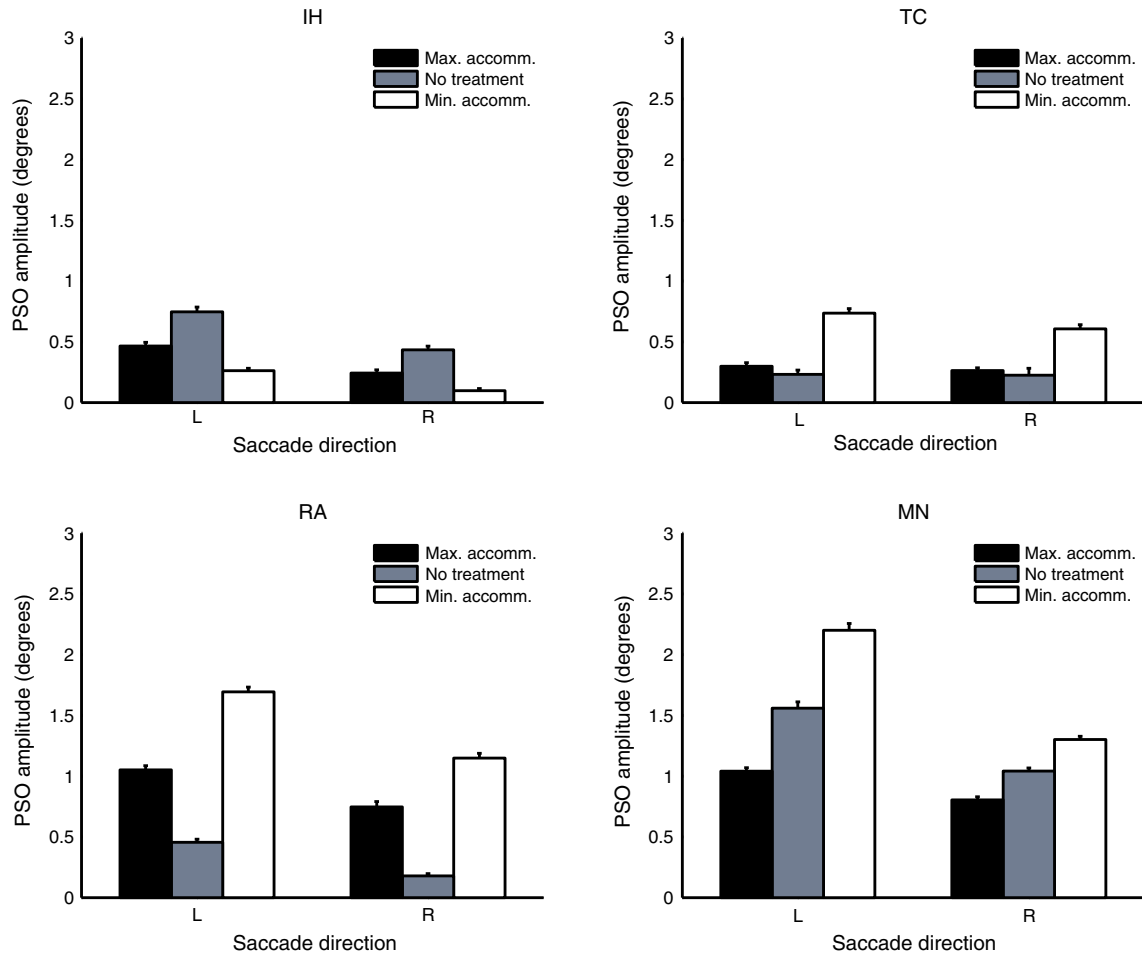 IH
3
2.5
2
1.5
1
0.5
0
PSO amplitude (degrees)
Max. accomm.
No treatment
Min. accomm.
L
R
Saccade direction
TC
3
2.5
2
1.5
1
0.5
0
PSO amplitude (degrees)
Max. accomm.
No treatment
Min. accomm.
L
R
Saccade direction
RA
3
2.5
2
1.5
1
0.5
0
PSO amplitude (degrees)
Max. accomm.
No treatment
Min. accomm.
L
R
Saccade direction
MN
3
2.5
2
1.5
1
0.5
0
PSO amplitude (degrees)
Max. accomm.
No treatment
Min. accomm.
L
R
Saccade direction